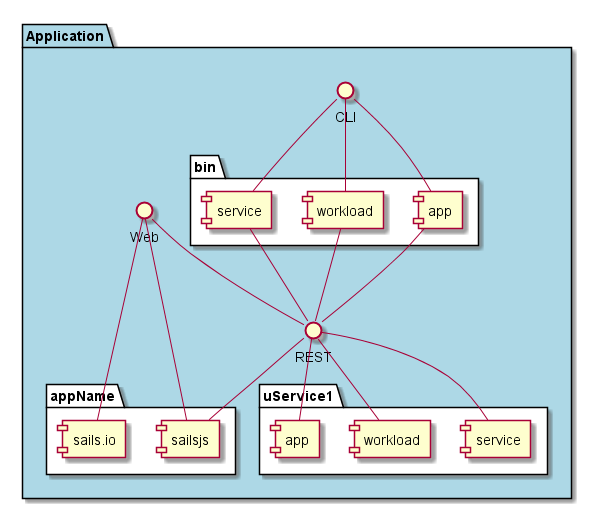 Application
CLI
bin
service
workload
app
Web
REST
appName
sails.io
sailsjs
uService1
app
workload
service